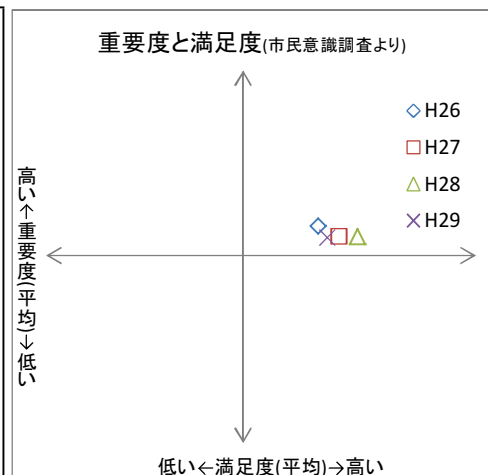 重要度と満足度(市民意識調査より)
H26
H27
H28
H29
高い↑重要度(平均)↓低い
低い←満足度(平均)→高い